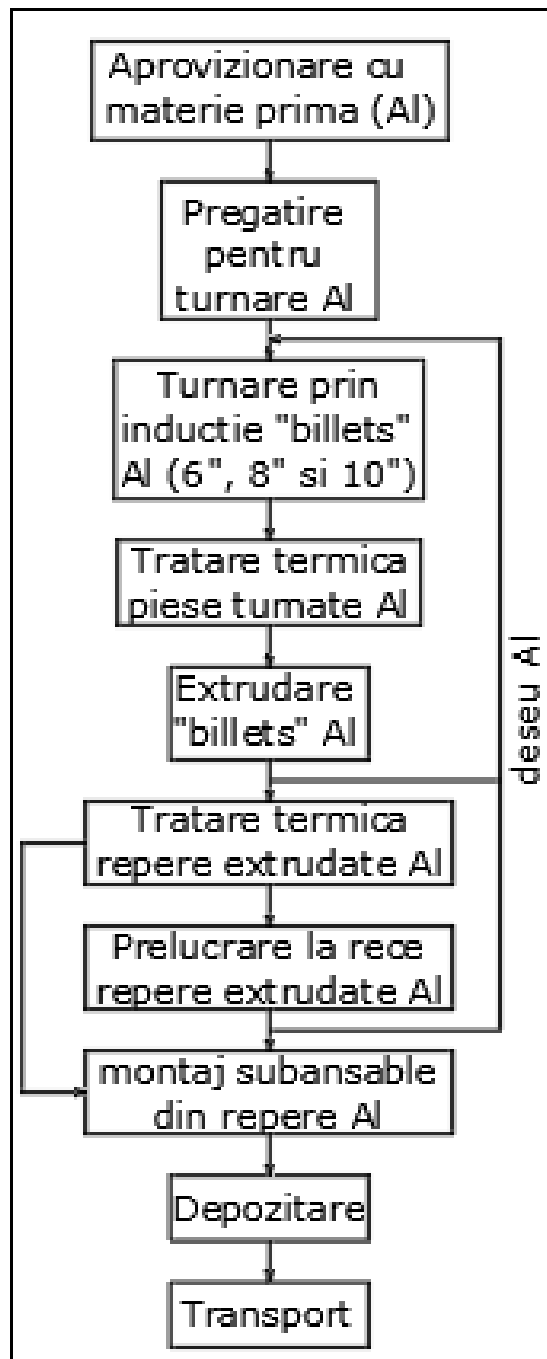 Aprovizionare cu
materie prima (Al)
Pregatire
pentru
turnare Al
Turnare prin
inductie "billets"
Al (6", 8" si 10")
Tratare termica
piese turnate Al
Extrudare
"billets" Al
deseu Al
Tratare termica
repere extrudate Al
Prelucrare la rece
repere extrudate Al
montaj subansable
din repere Al
Depozitare
Transport